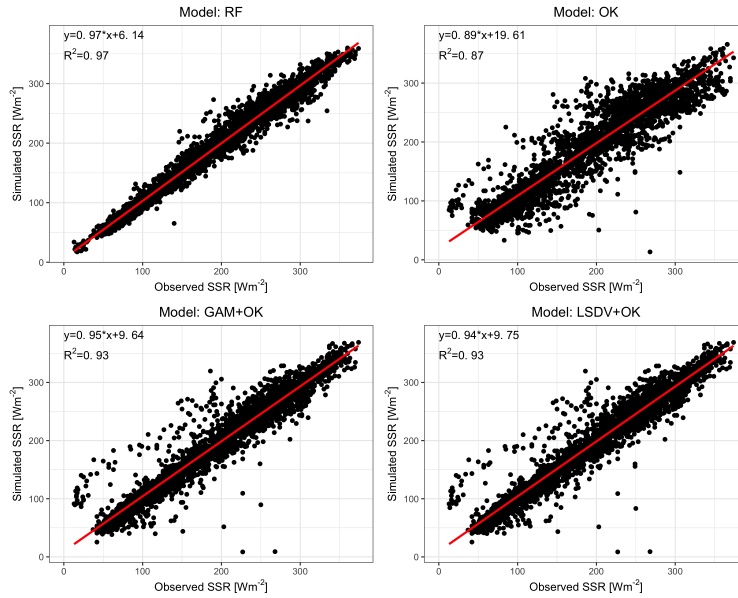 Model: RF
y=0. 97*x+6. 14
R²=0. 97
Simulated SSR [Wm⁻²]
300
200
100
0
0 100 200 300
Observed SSR [Wm⁻²]
Model: OK
y=0. 89*x+19. 61
R²=0. 87
Simulated SSR [Wm⁻²]
300
200
100
0
0 100 200 300
Observed SSR [Wm⁻²]
Model: GAM+OK
y=0. 95*x+9. 64
R²=0. 93
Simulated SSR [Wm⁻²]
300
200
100
0
0 100 200 300
Observed SSR [Wm⁻²]
Model: LSDV+OK
y=0. 94*x+9. 75
R²=0. 93
Simulated SSR [Wm⁻²]
300
200
100
0
0 100 200 300
Observed SSR [Wm⁻²]